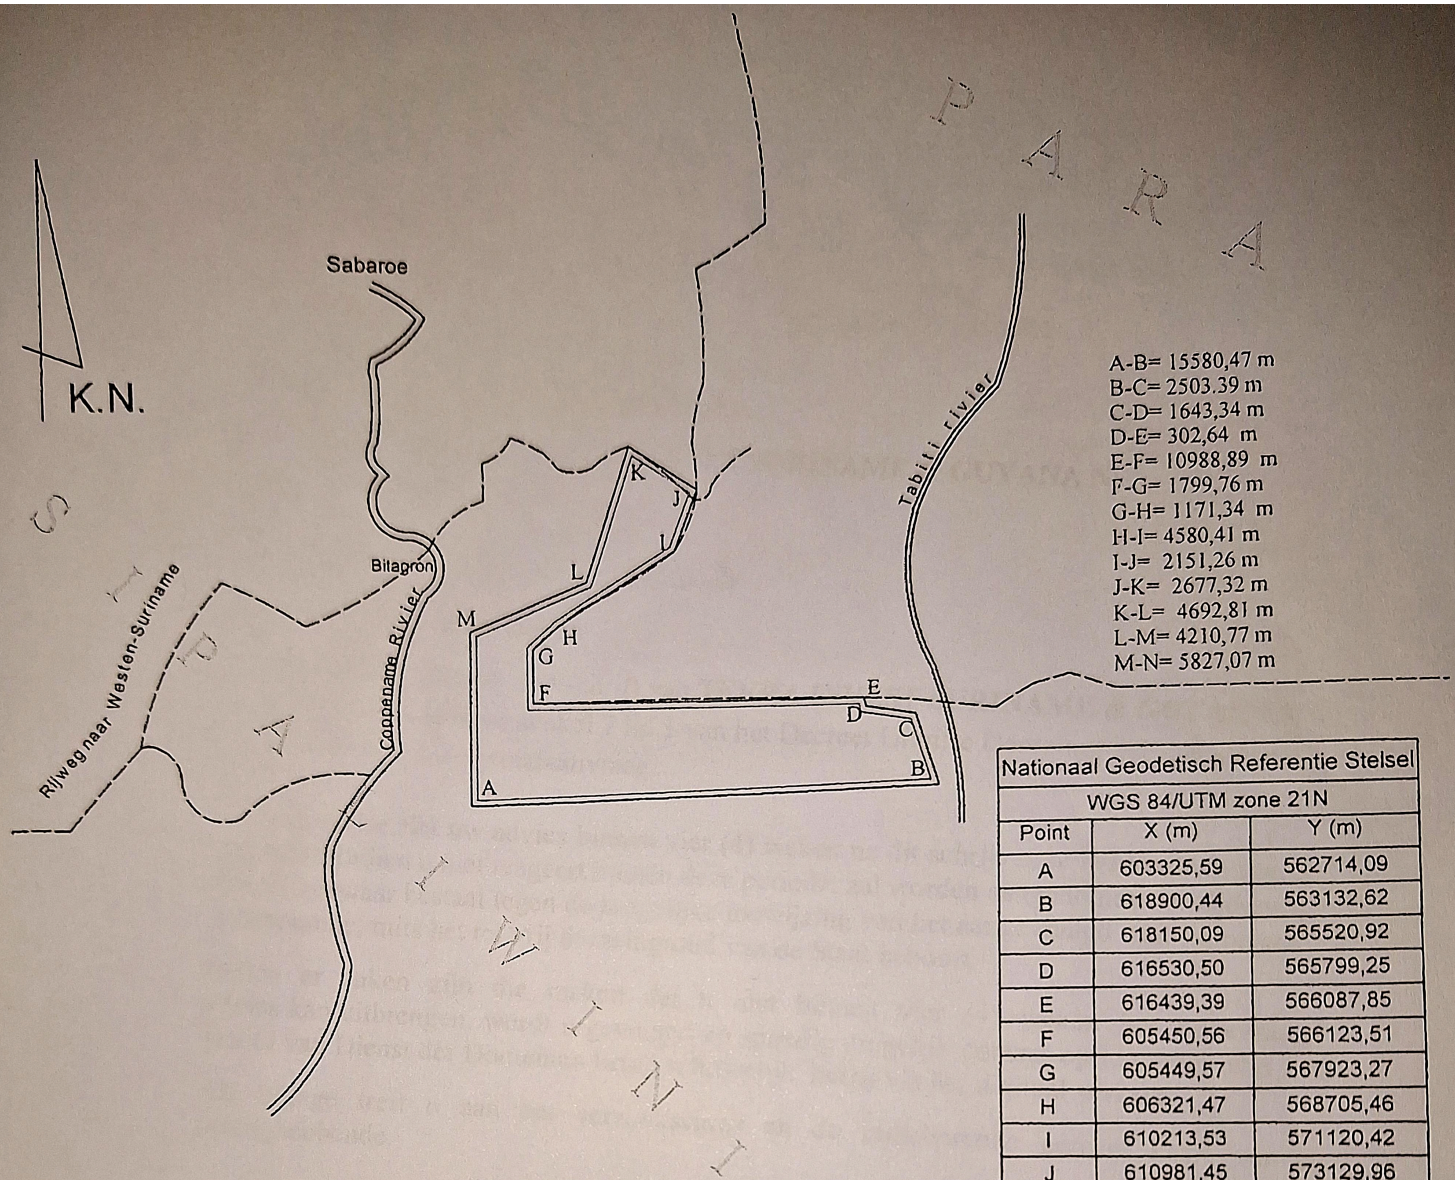 P A R A
Sabaroe
K.N.
A-B= 15580,47 m
B-C= 2503.39 m
C-D= 1643,34 m
D-E= 302,64 m
E-F= 10988,89 m
F-G= 1799,76 m
G-H= 1171,34 m
H-I= 4580,41 m
I-J= 2151,26 m
J-K= 2677,32 m
K-L= 4692,81 m
L-M= 4210,77 m
M-N= 5827,07 m
Tabiti rivier
K
J
I
L
M
H
G
F
E
D
C
B
A
Bitagron
Coppename Rivier
Rijweg naar Westen-Suriname
S I P A L I W I N I
Nationaal Geodetisch Referentie Stelsel
WGS 84/UTM zone 21N
Point X (m) Y (m)
A 603325,59 562714,09
B 618900,44 563132,62
C 618150,09 565520,92
D 616530,50 565799,25
E 616439,39 566087,85
F 605450,56 566123,51
G 605449,57 567923,27
H 606321,47 568705,46
I 610213,53 571120,42
J 610981,45 573129,96